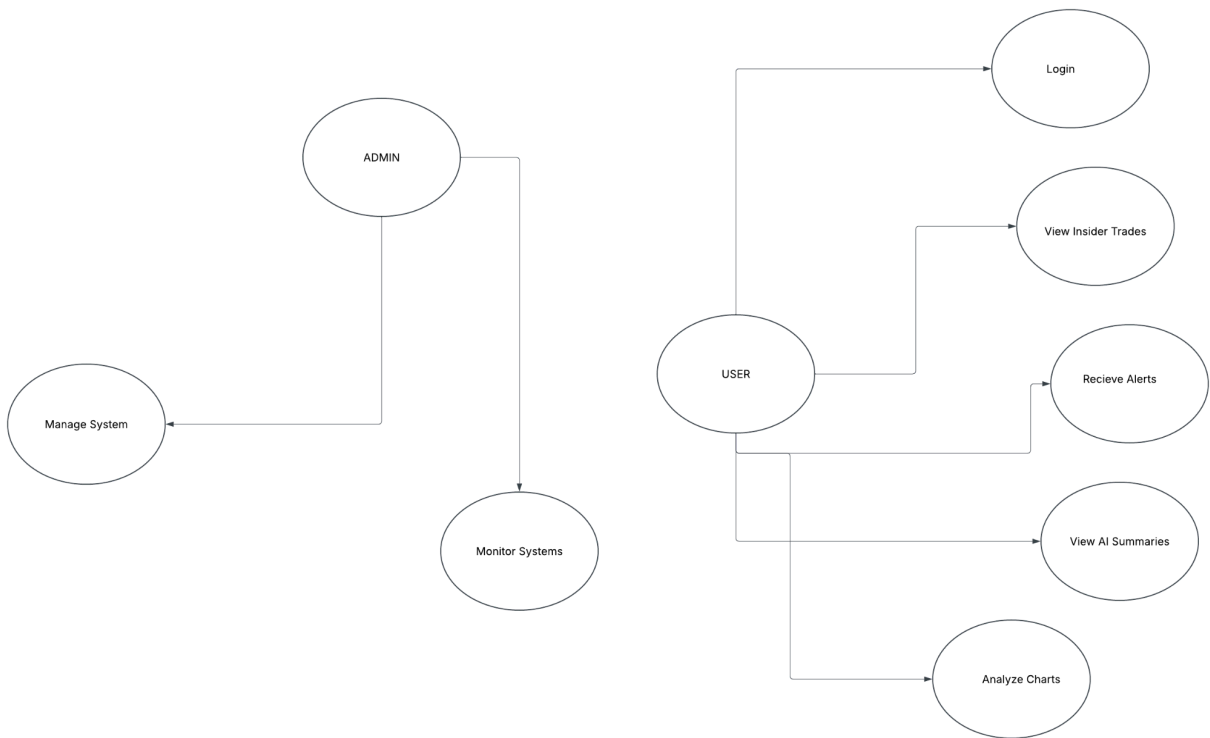 Login
ADMIN
View Insider Trades
USER
Recieve Alerts
Manage System
Monitor Systems
View AI Summaries
Analyze Charts